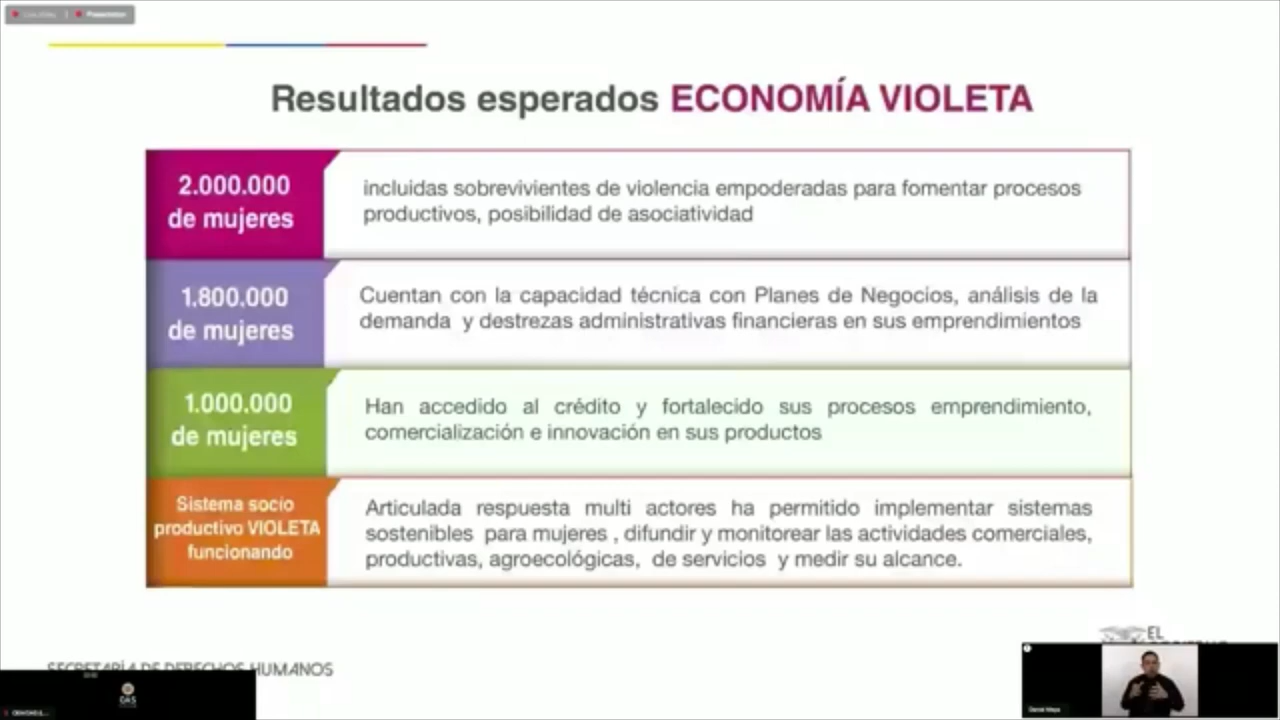 Resultados esperados ECONOMÍA VIOLETA
2.000.000
de mujeres
incluidas sobrevivientes de violencia empoderadas para fomentar procesos
productivos, posibilidad de asociatividad
1.800.000
de mujeres
Cuentan con la capacidad técnica con Planes de Negocios, análisis de la
demanda y destrezas administrativas financieras en sus emprendimientos
1.000.000
de mujeres
Han accedido al crédito y fortalecido sus procesos emprendimiento,
comercialización e innovación en sus productos
Sistema socio
productivo VIOLETA
funcionando
Articulada respuesta multi actores ha permitido implementar sistemas
sostenibles para mujeres , difundir y monitorear las actividades comerciales,
productivas, agroecológicas, de servicios y medir su alcance.
SECRETARÍA DE DERECHOS HUMANOS
EL
OAS